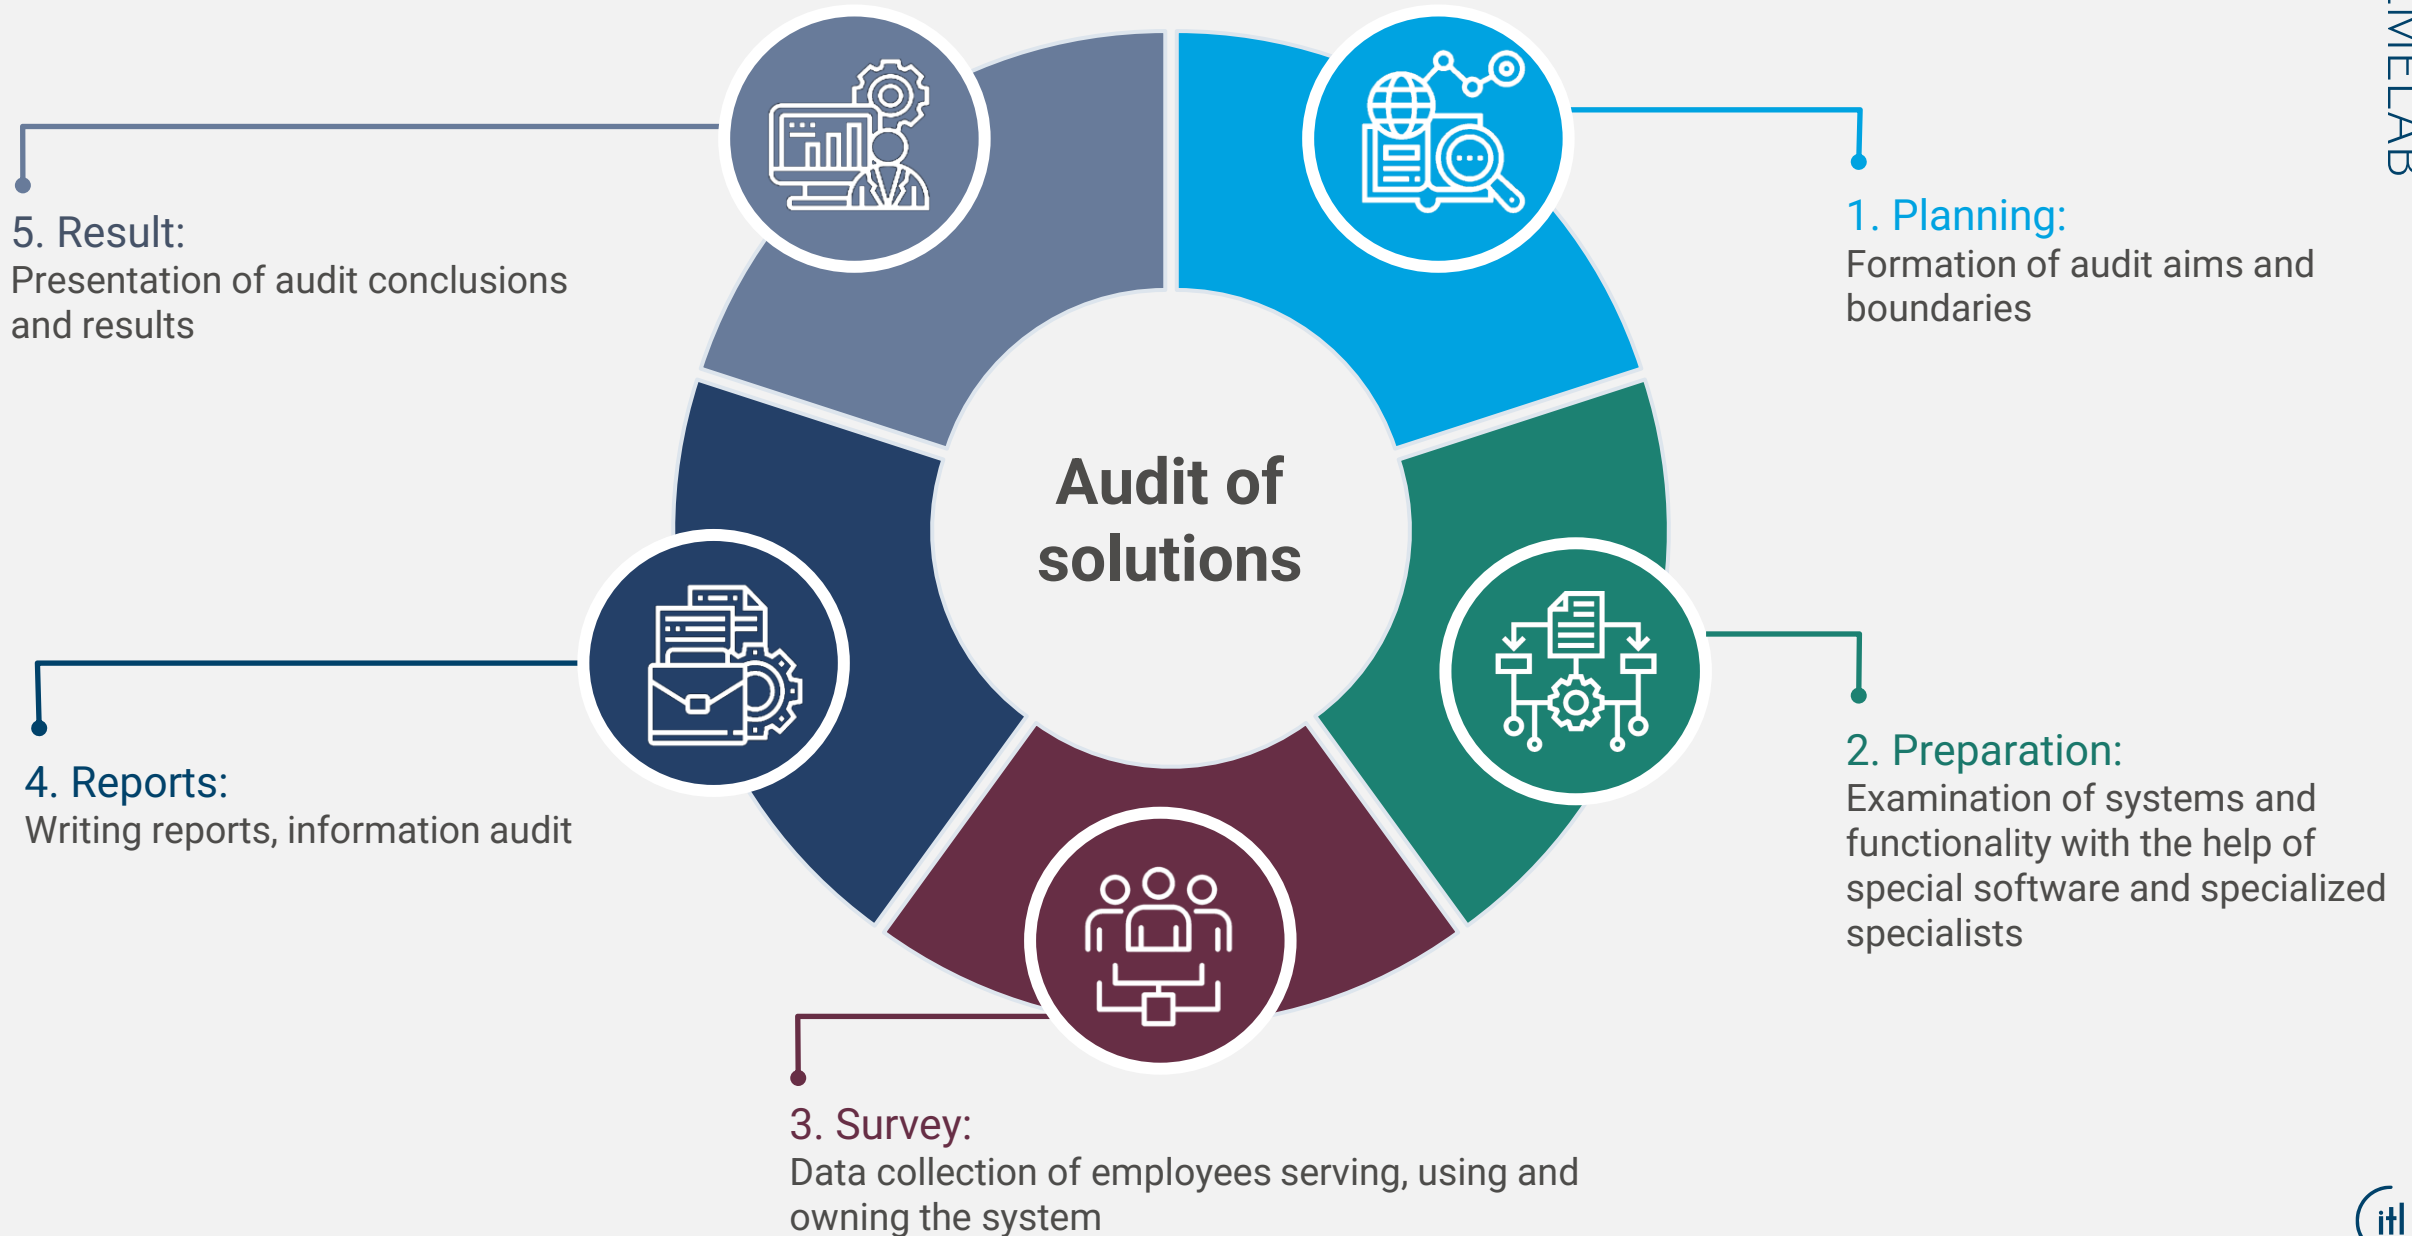 Audit of
solutions
1. Planning:
Formation of audit aims and
boundaries
2. Preparation:
Examination of systems and
functionality with the help of
special software and specialized
specialists
3. Survey:
Data collection of employees serving, using and
owning the system
4. Reports:
Writing reports, information audit
5. Result:
Presentation of audit conclusions
and results
itl